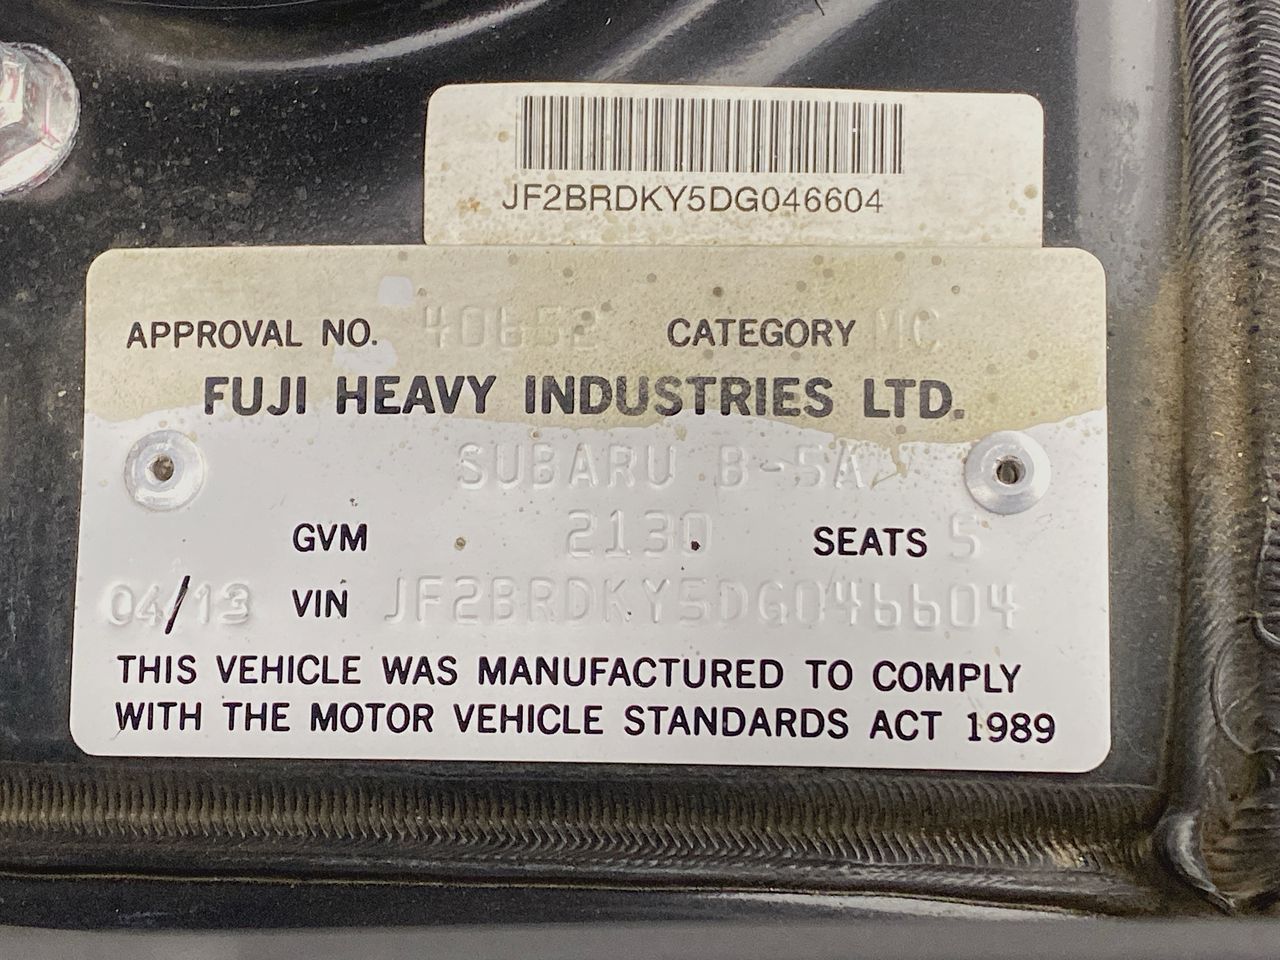 JF2BRDKY5DG046604
APPROVAL NO. 40652 CATEGORY MC
FUJI HEAVY INDUSTRIES LTD.
SUBARU B-5A
GVM 2130 SEATS 5
04/13 VIN JF2BRDKY5DG046604
THIS VEHICLE WAS MANUFACTURED TO COMPLY
WITH THE MOTOR VEHICLE STANDARDS ACT 1989